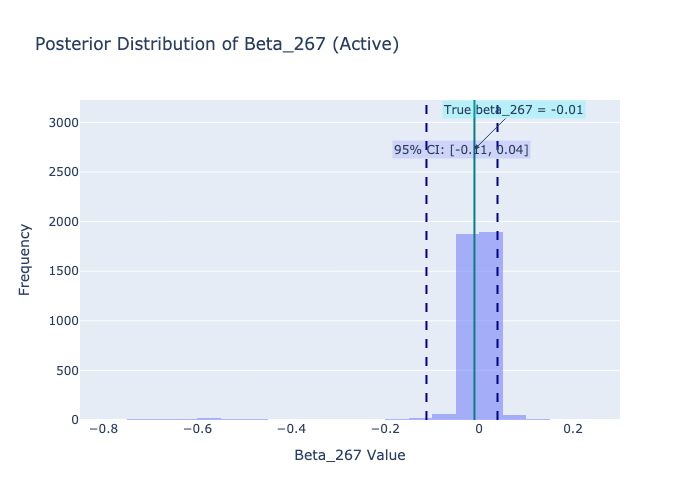 Posterior Distribution of Beta_267 (Active)
True beta_267 = -0.01
95% CI: [-0.11, 0.04]
3000
2500
2000
1500
1000
500
0
Frequency
−0.8
−0.6
−0.4
−0.2
0
0.2
Beta_267 Value